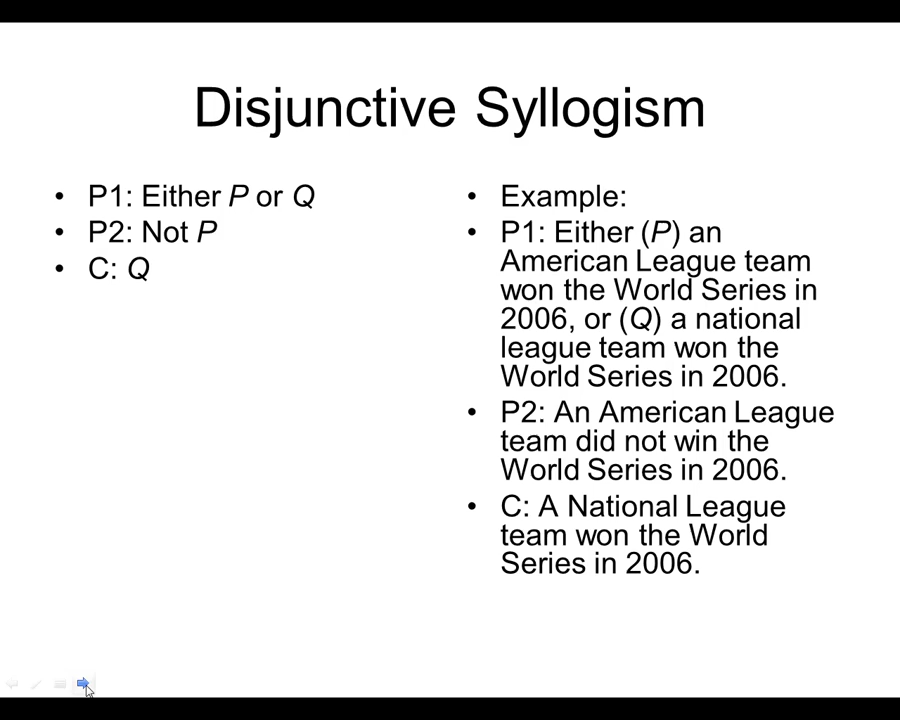 Disjunctive Syllogism
• P1: Either P or Q
• P2: Not P
• C: Q
• Example:
• P1: Either (P) an
American League team
won the World Series in
2006, or (Q) a national
league team won the
World Series in 2006.
• P2: An American League
team did not win the
World Series in 2006.
• C: A National League
team won the World
Series in 2006.